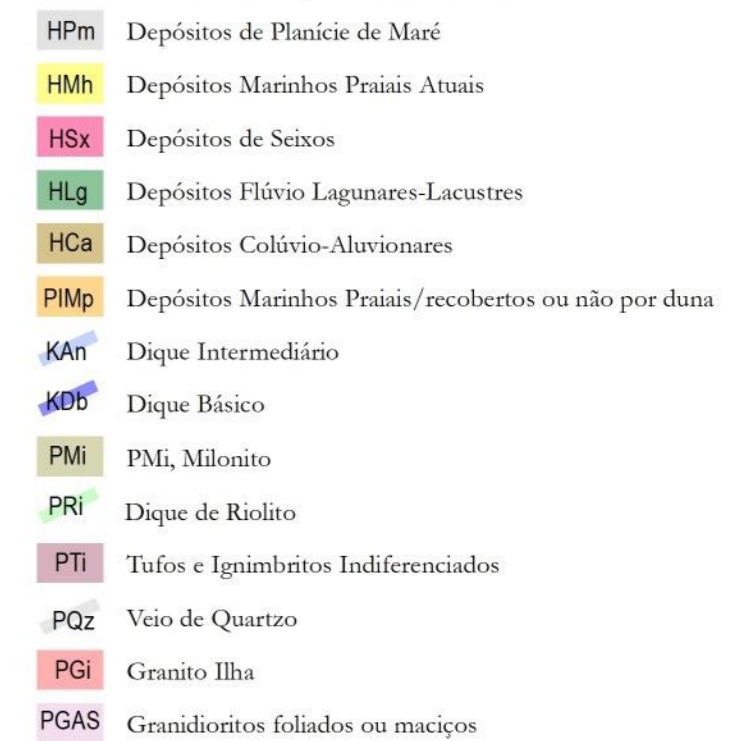 HPm Depósitos de Planície de Maré
HMh Depósitos Marinhos Praiais Atuais
HSx Depósitos de Seixos
HLg Depósitos Flúvio Lagunares-Lacustres
HCa Depósitos Colúvio-Aluvionares
PIMp Depósitos Marinhos Praiais/recobertos ou não por duna
KAn Dique Intermediário
KDb Dique Básico
PMi PMi, Milonito
PRi Dique de Riolito
PTi Tufos e Ignimbritos Indiferenciados
PQz Veio de Quartzo
PGi Granito Ilha
PGAS Granidioritos foliados ou maciços